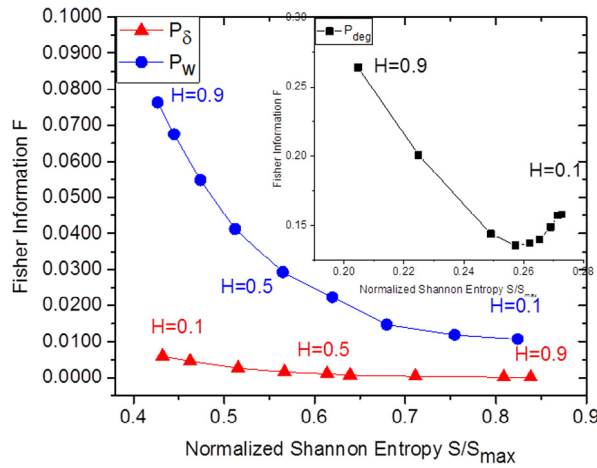 0.1000
0.0900
0.0800
0.0700
0.0600
0.0500
0.0400
0.0300
0.0200
0.0100
0.0000
Fisher Information F
0.4 0.5 0.6 0.7 0.8 0.9
Normalized Shannon Entropy S/Smax
Pδ
PW
H=0.9
H=0.5
H=0.1
H=0.1
H=0.5
H=0.9
0.30
0.25
0.20
0.15
Fisher Information F
Pdeg
H=0.9
H=0.1
0.20 0.22 0.24 0.26 0.28
Normalized Shannon Entropy S/Smax